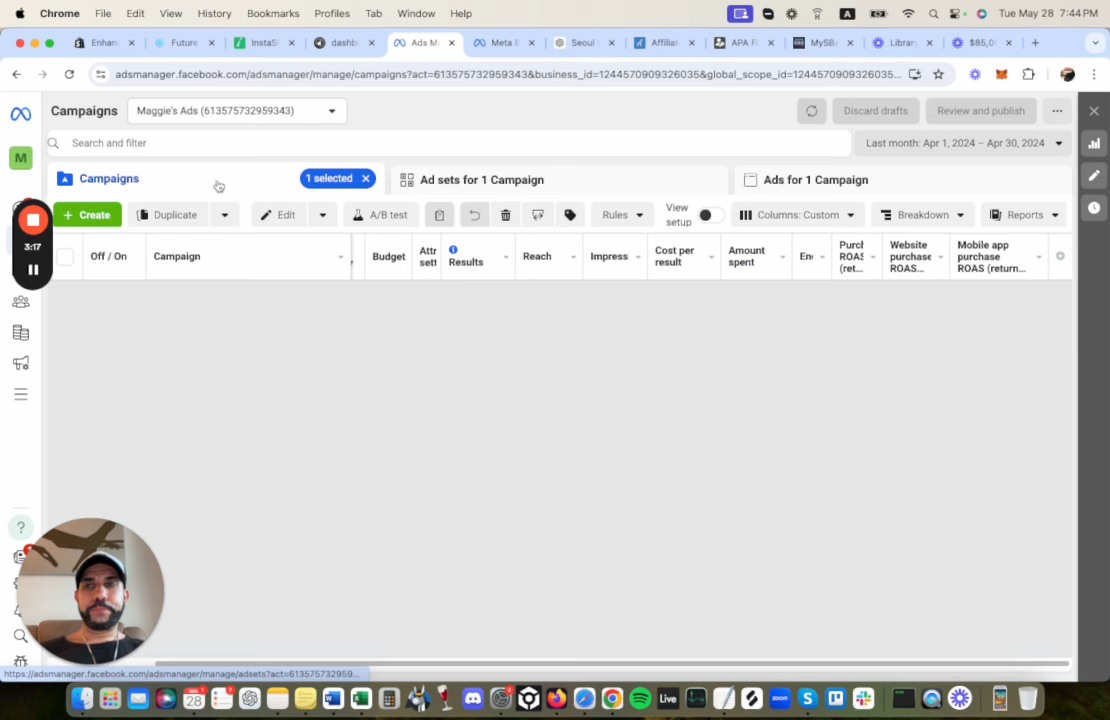 Chrome File Edit View History Bookmarks Profiles Tab Window Help A Tue May 28 7:44 PM
Enhan Future InstaS dashb Ads M Meta B Seoul Affiliat APA F MySB Library $85,0
adsmanager.facebook.com/adsmanager/manage/campaigns?act=613575732959343&business_id=1244570909326035&global_scope_id=1244570909326035...
Campaigns Maggie's Ads (613575732959343) Discard drafts Review and publish
Search and filter Last month: Apr 1, 2024 – Apr 30, 2024
M
Campaigns 1 selected Ad sets for 1 Campaign Ads for 1 Campaign
+ Create Duplicate Edit A/B test Rules View setup Columns: Custom Breakdown Reports
3:17
Off / On Campaign Budget Attr sett Results Reach Impress Cost per result Amount spent En Purch ROAS (ret... Website purchase ROAS... Mobile app purchase ROAS (return...
?
https://adsmanager.facebook.com/adsmanager/manage/adsets?act=613575732959...
28
Live